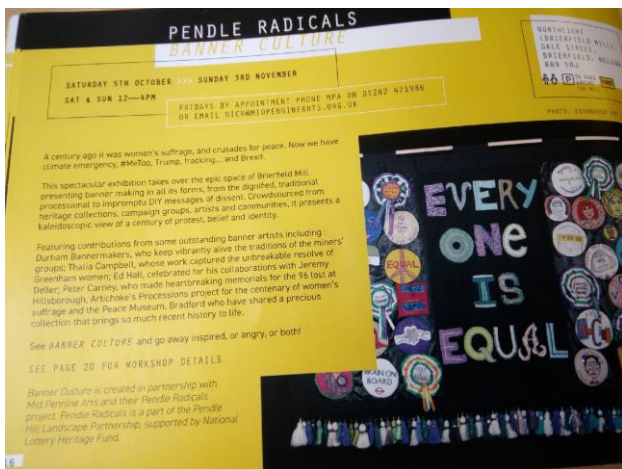 PENDLE RADICALS
BANNER CULTURE
SATURDAY 5TH OCTOBER >>> SUNDAY 3RD NOVEMBER
SAT & SUN 12—4PM
FRIDAYS BY APPOINTMENT PHONE MPA ON 01282 421986
OR EMAIL NICK@MIDPENNINEARTS.ORG.UK
NORTHLIGHT
BRIERFIELD MILL,
DALE STREET,
BRIERFIELD,
BB9 5NJ
P
PHOTO:
A century ago it was women's suffrage, and crusades for peace. Now we have
climate emergency, #MeToo, Trump, fracking... and Brexit.
This spectacular exhibition takes over the epic space of Brierfield Mill,
presenting banner making in all its forms, from the dignified, traditional
processional to impromptu DIY messages of dissent. Crowdsourced from
heritage collections, campaign groups, artists and communities, it presents a
kaleidoscopic view of a century of protest, belief and identity.
Featuring contributions from some outstanding banner artists including :
Durham Bannermakers, who keep vibrantly alive the traditions of the miners'
groups; Thalia Campbell, whose work captured the unbreakable resolve of
Greenham women; Ed Hall, celebrated for his collaborations with Jeremy
Deller; Peter Carney, who made heartbreaking memorials for the 96 lost at
Hillsborough, Artichoke's Processions project for the centenary of women's
suffrage and the Peace Museum, Bradford who have shared a precious
collection that brings so much recent history to life.
See BANNER CULTURE and go away inspired, or angry, or both!
SEE PAGE 20 FOR WORKSHOP DETAILS
Banner Culture is created in partnership with
Mid Pennine Arts and their Pendle Radicals
project. Pendle Radicals is a part of the Pendle
Hill Landscape Partnership, supported by National
Lottery Heritage Fund.
16
EVERY
ONE
IS
EQUAL
EQUAL
BRAIN ON
BOARD